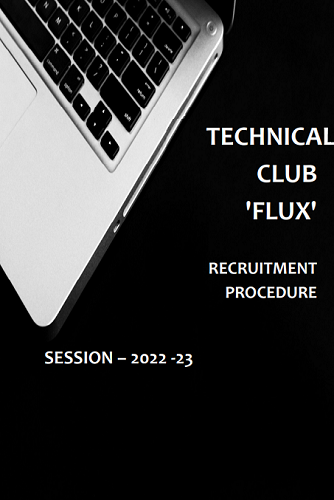 TECHNICAL
CLUB
'FLUX'
RECRUITMENT
PROCEDURE
SESSION – 2022 -23